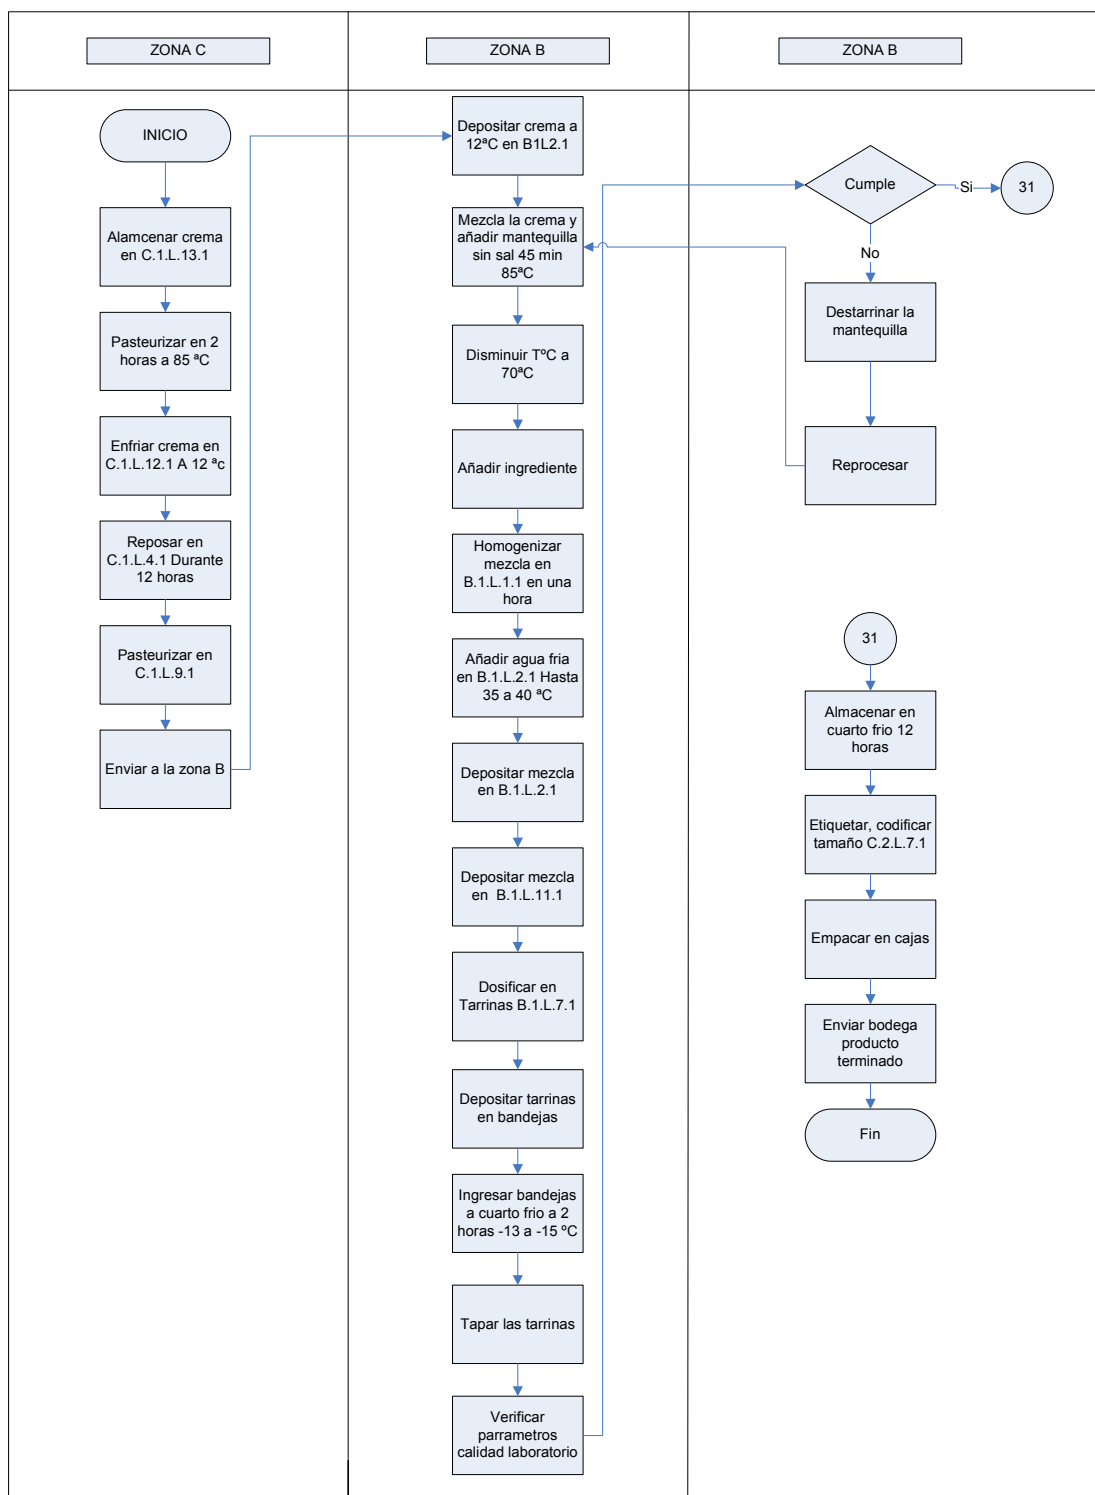 ZONA C
ZONA B
ZONA B
INICIO
Alamcenar crema
en C.1.L.13.1
Pasteurizar en 2
horas a 85 ªC
Enfriar crema en
C.1.L.12.1 A 12 ªc
Reposar en
C.1.L.4.1 Durante
12 horas
Pasteurizar en
C.1.L.9.1
Enviar a la zona B
Depositar crema a
12ªC en B1L2.1
Mezcla la crema y
añadir mantequilla
sin sal 45 min
85ªC
Disminuir TºC a
70ªC
Añadir ingrediente
Homogenizar
mezcla en
B.1.L.1.1 en una
hora
Añadir agua fria
en B.1.L.2.1 Hasta
35 a 40 ªC
Depositar mezcla
en B.1.L.2.1
Depositar mezcla
en B.1.L.11.1
Dosificar en
Tarrinas B.1.L.7.1
Depositar tarrinas
en bandejas
Ingresar bandejas
a cuarto frio a 2
horas -13 a -15 ºC
Tapar las tarrinas
Verificar
parrametros
calidad laboratorio
Cumple
Si
31
No
Destarrinar la
mantequilla
Reprocesar
31
Almacenar en
cuarto frio 12
horas
Etiquetar, codificar
tamaño C.2.L.7.1
Empacar en cajas
Enviar bodega
producto
terminado
Fin